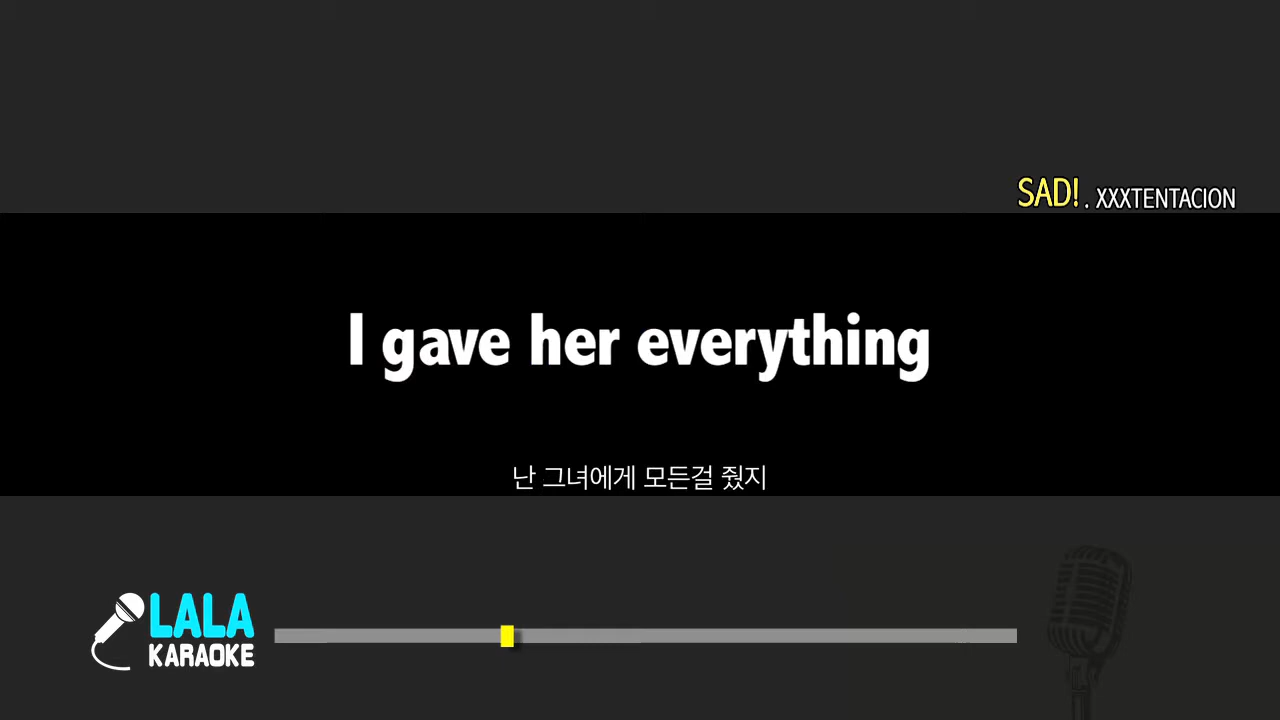 SAD! . XXXTENTACION
I gave her everything
난 그녀에게 모든걸 줬지
LALA
KARAOKE